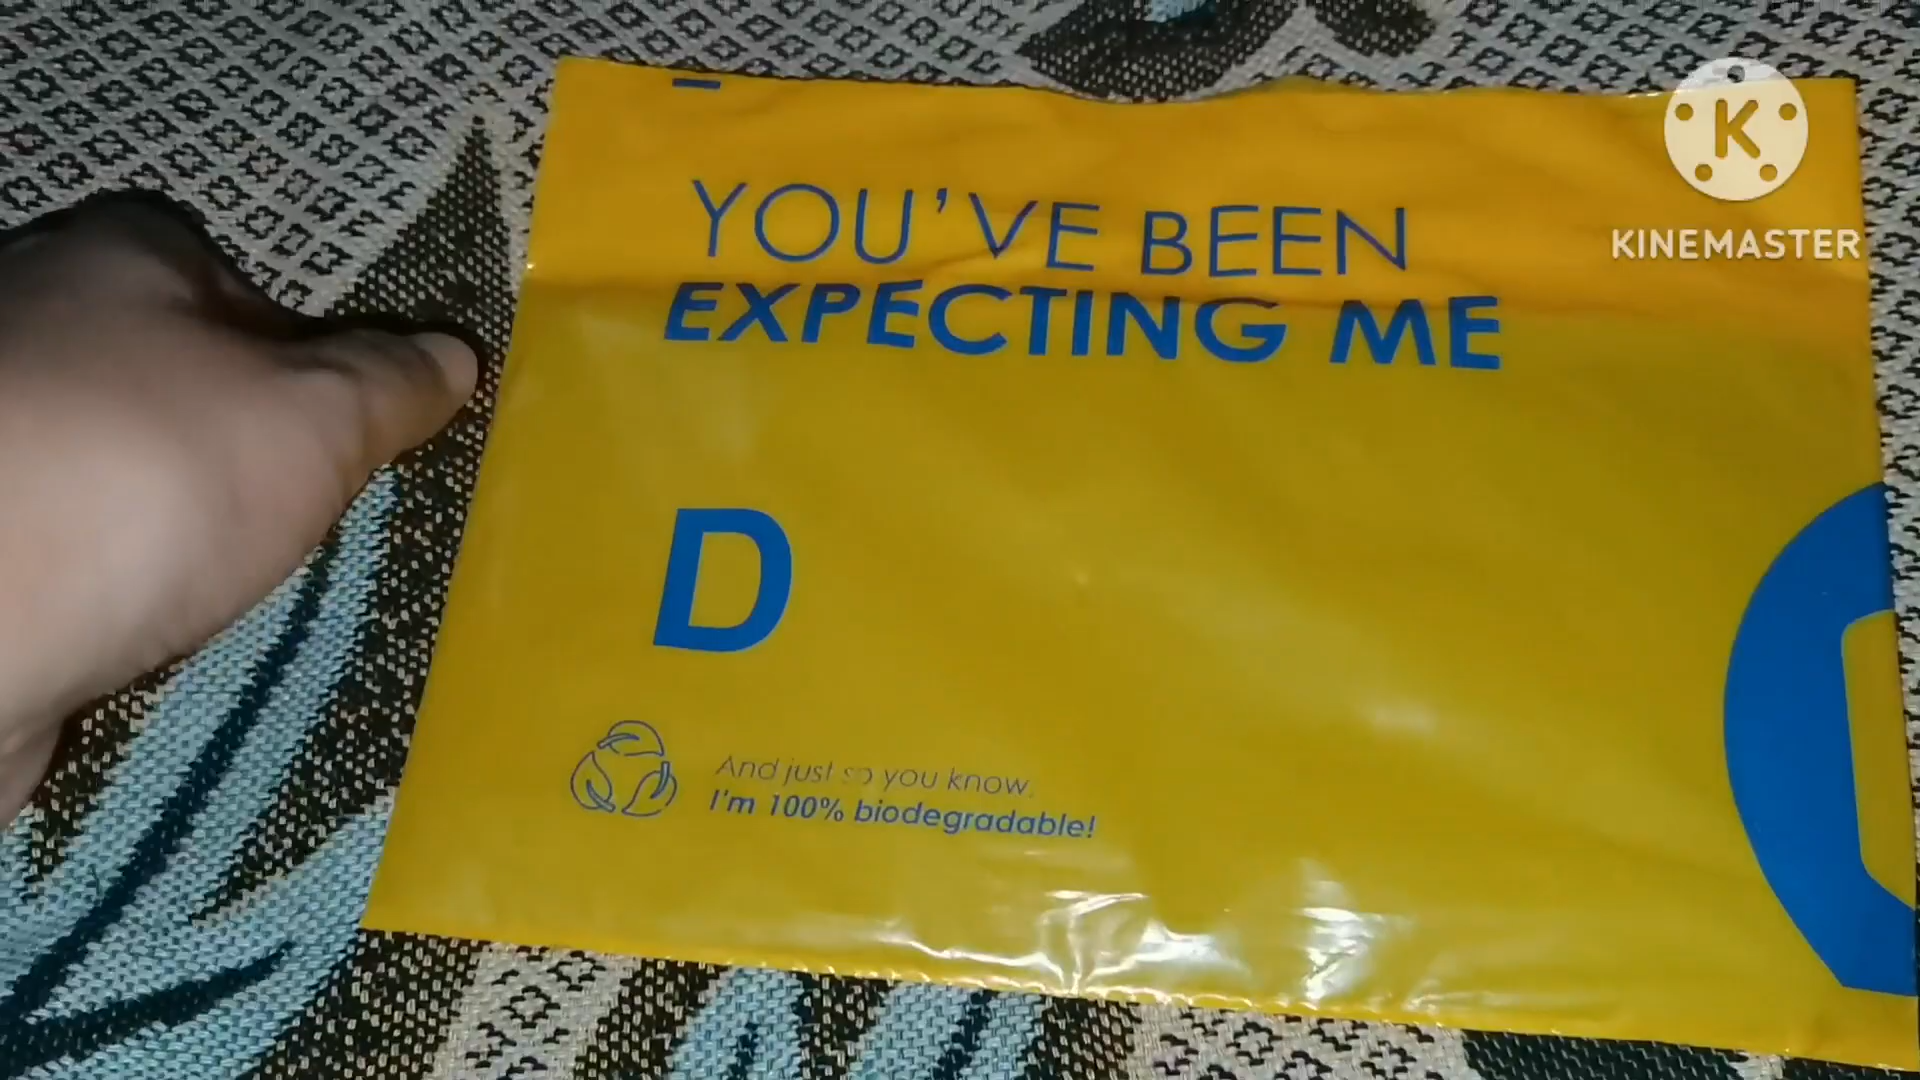 YOU'VE BEEN
EXPECTING ME
D
And just so you know.
I'm 100% biodegradable!
K
KINEMASTER